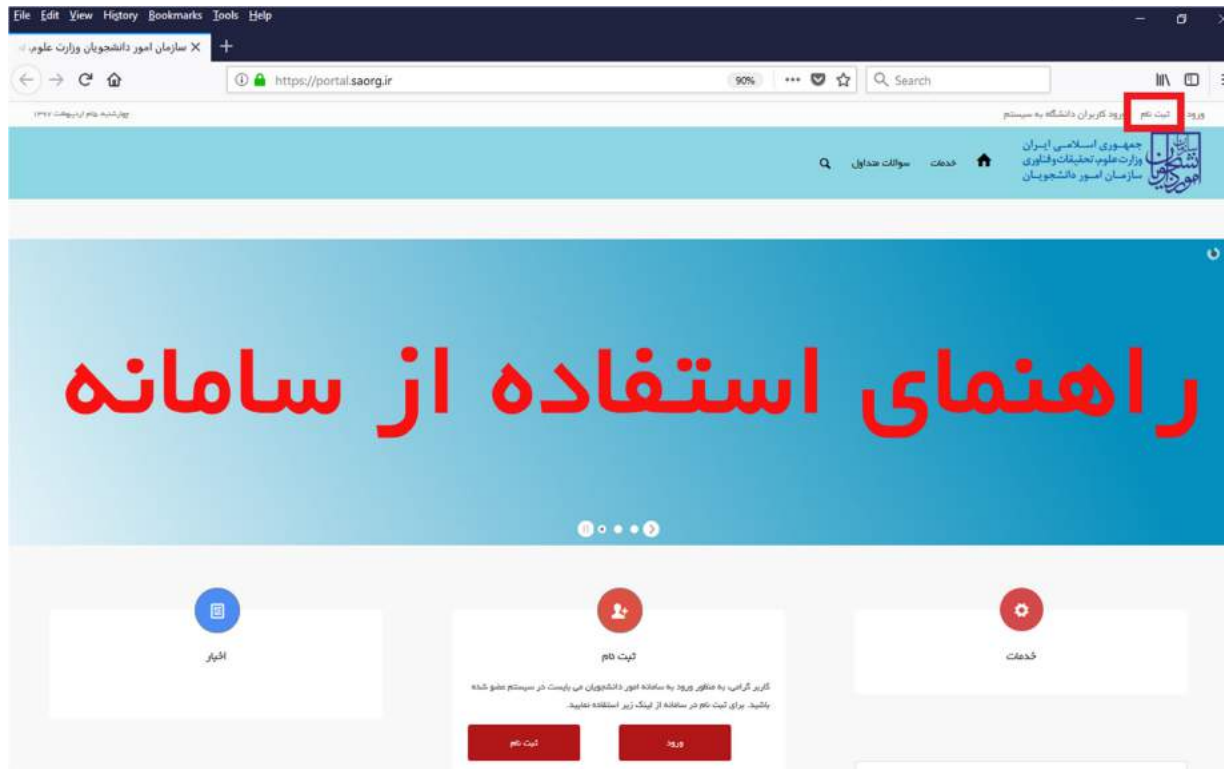 File Edit View History Bookmarks Tools Help
سازمان امور دانشجویان وزارت علوم،
https://portal.saorg.ir
90%
Search
ورود ثبت نام ورود کاربران دانشگاه به سیستم
جمهوری اسلامی ایران
وزارت علوم، تحقیقات و فناوری
سازمان امور دانشجویان
خدمات سوالات متداول
راهنمای استفاده از سامانه
خدمات
ثبت نام
اخبار
کاربر گرامی، به منظور ورود به سامانه امور دانشجویان می بایست در سیستم عضو شده
باشید. برای ثبت نام در سامانه از لینک زیر استفاده نمایید.
ورود ثبت نام